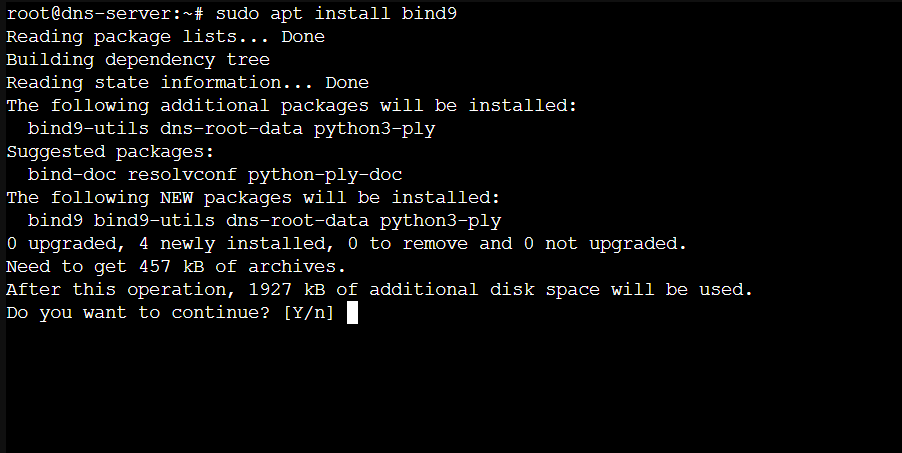 root@dns-server:~# sudo apt install bind9
Reading package lists... Done
Building dependency tree
Reading state information... Done
The following additional packages will be installed:
  bind9-utils dns-root-data python3-ply
Suggested packages:
  bind-doc resolvconf python-ply-doc
The following NEW packages will be installed:
  bind9 bind9-utils dns-root-data python3-ply
0 upgraded, 4 newly installed, 0 to remove and 0 not upgraded.
Need to get 457 kB of archives.
After this operation, 1927 kB of additional disk space will be used.
Do you want to continue? [Y/n]